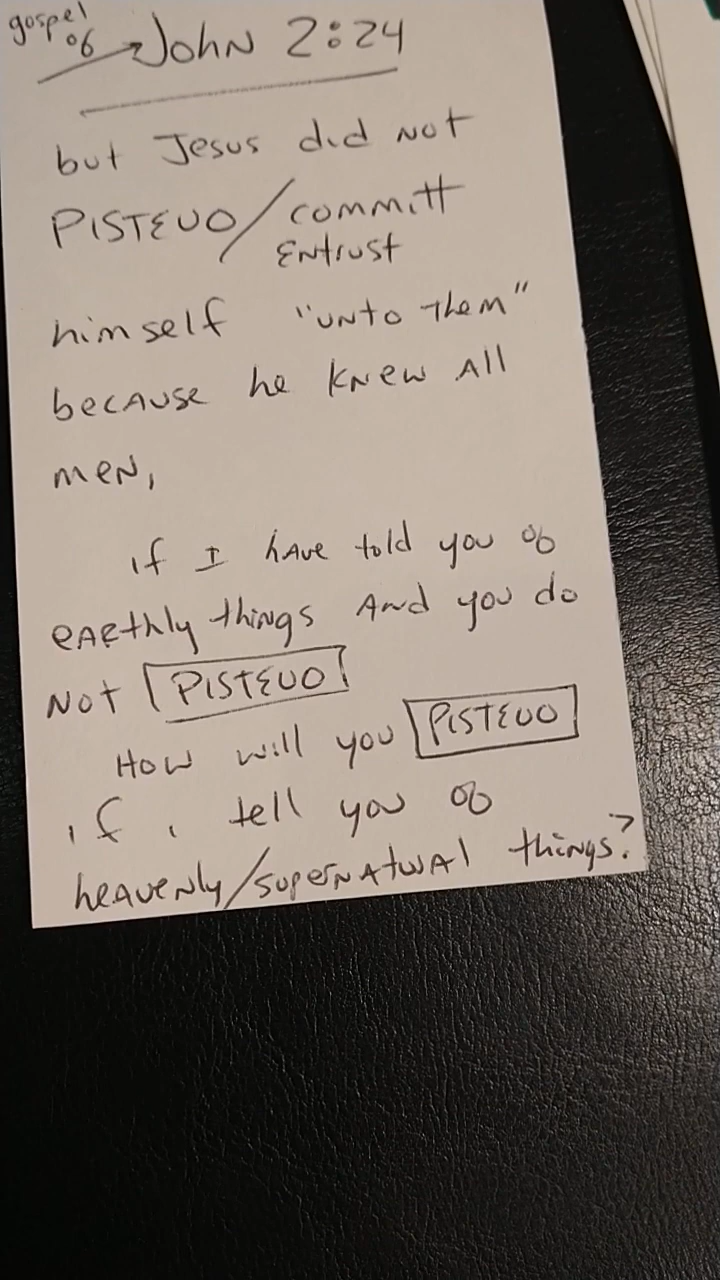 gospel
of John 2:24
but Jesus did not
PISTEUO/committ
Entrust
himself "unto them"
because he knew all
men,
if I have told you of
earthly things and you do
not PISTEUO
How will you PISTEUO
if i tell you of
heavenly/supernatural things?